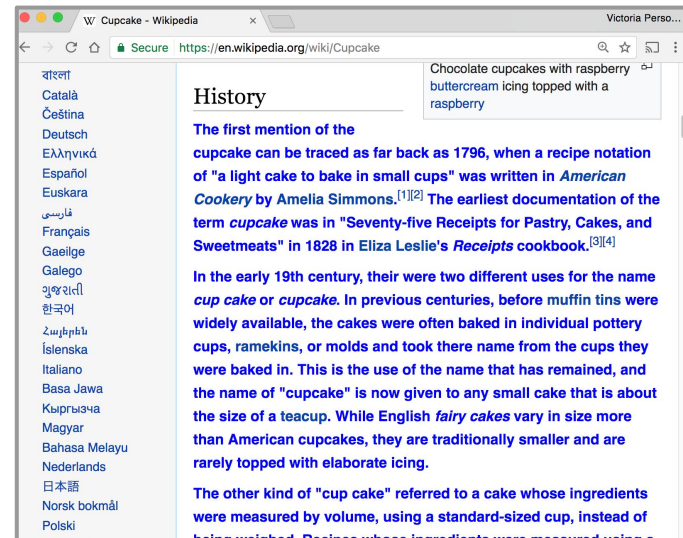 Cupcake - Wikipedia
Victoria Perso...
Secure https://en.wikipedia.org/wiki/Cupcake
বাংলা
Català
Čeština
Deutsch
Ελληνικά
Español
Euskara
فارسی
Français
Gaeilge
Galego
ગુજરાતી
한국어
Հայերեն
Íslenska
Italiano
Basa Jawa
Кыргызча
Magyar
Bahasa Melayu
Nederlands
日本語
Norsk bokmål
Polski
Chocolate cupcakes with raspberry
buttercream icing topped with a
raspberry
History
The first mention of the
cupcake can be traced as far back as 1796, when a recipe notation
of "a light cake to bake in small cups" was written in American
Cookery by Amelia Simmons.[1][2] The earliest documentation of the
term cupcake was in "Seventy-five Receipts for Pastry, Cakes, and
Sweetmeats" in 1828 in Eliza Leslie's Receipts cookbook.[3][4]
In the early 19th century, their were two different uses for the name
cup cake or cupcake. In previous centuries, before muffin tins were
widely available, the cakes were often baked in individual pottery
cups, ramekins, or molds and took there name from the cups they
were baked in. This is the use of the name that has remained, and
the name of "cupcake" is now given to any small cake that is about
the size of a teacup. While English fairy cakes vary in size more
than American cupcakes, they are traditionally smaller and are
rarely topped with elaborate icing.
The other kind of "cup cake" referred to a cake whose ingredients
were measured by volume, using a standard-sized cup, instead of
being weighed. Recipes whose ingredients were measured using a